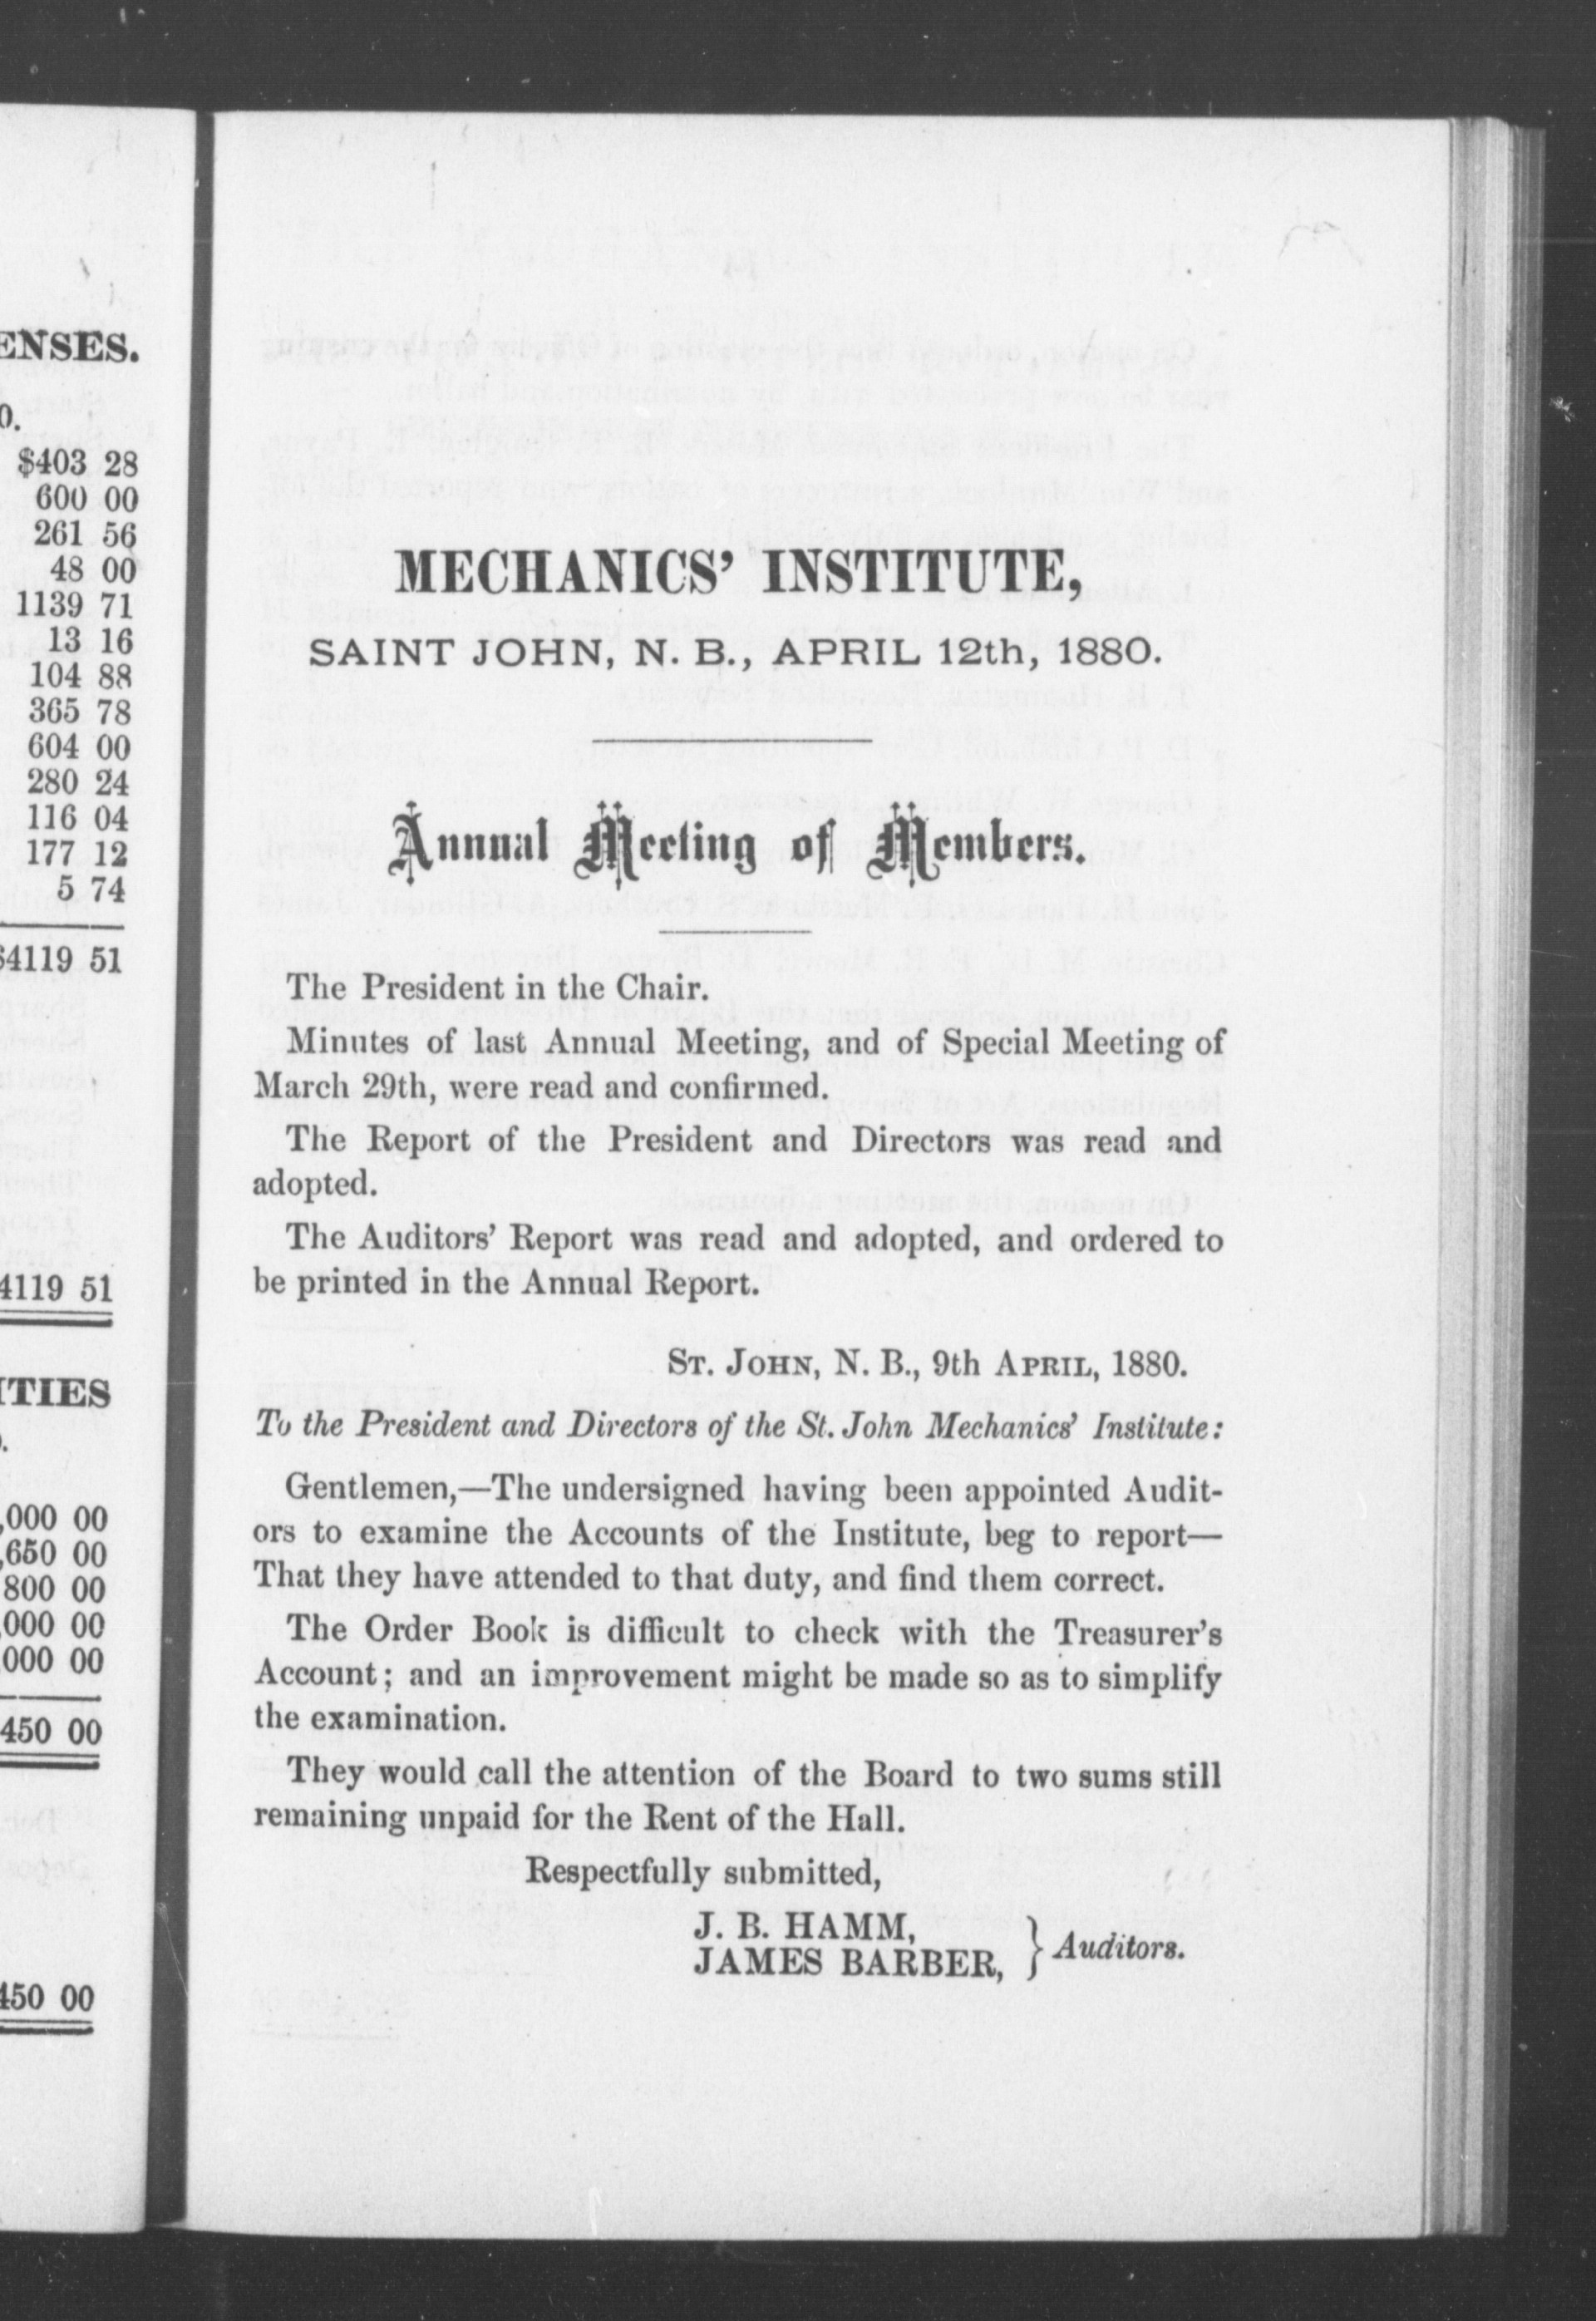 ENSES.
0.
$403 28
600 00
261 56
48 00
1139 71
13 16
104 88
365 78
604 00
280 24
116 04
177 12
5 74
$4119 51
4119 51
ITIES
.
,000 00
,650 00
800 00
,000 00
000 00
450 00
450 00
MECHANICS' INSTITUTE,
SAINT JOHN, N. B., APRIL 12th, 1880.
Annual Meeting of Members.
The President in the Chair.
Minutes of last Annual Meeting, and of Special Meeting of
March 29th, were read and confirmed.
The Report of the President and Directors was read and
adopted.
The Auditors' Report was read and adopted, and ordered to
be printed in the Annual Report.
ST. JOHN, N. B., 9th APRIL, 1880.
To the President and Directors of the St. John Mechanics' Institute:
Gentlemen,—The undersigned having been appointed Audit-
ors to examine the Accounts of the Institute, beg to report—
That they have attended to that duty, and find them correct.
The Order Book is difficult to check with the Treasurer's
Account; and an improvement might be made so as to simplify
the examination.
They would call the attention of the Board to two sums still
remaining unpaid for the Rent of the Hall.
Respectfully submitted,
J. B. HAMM,
JAMES BARBER, } Auditors.